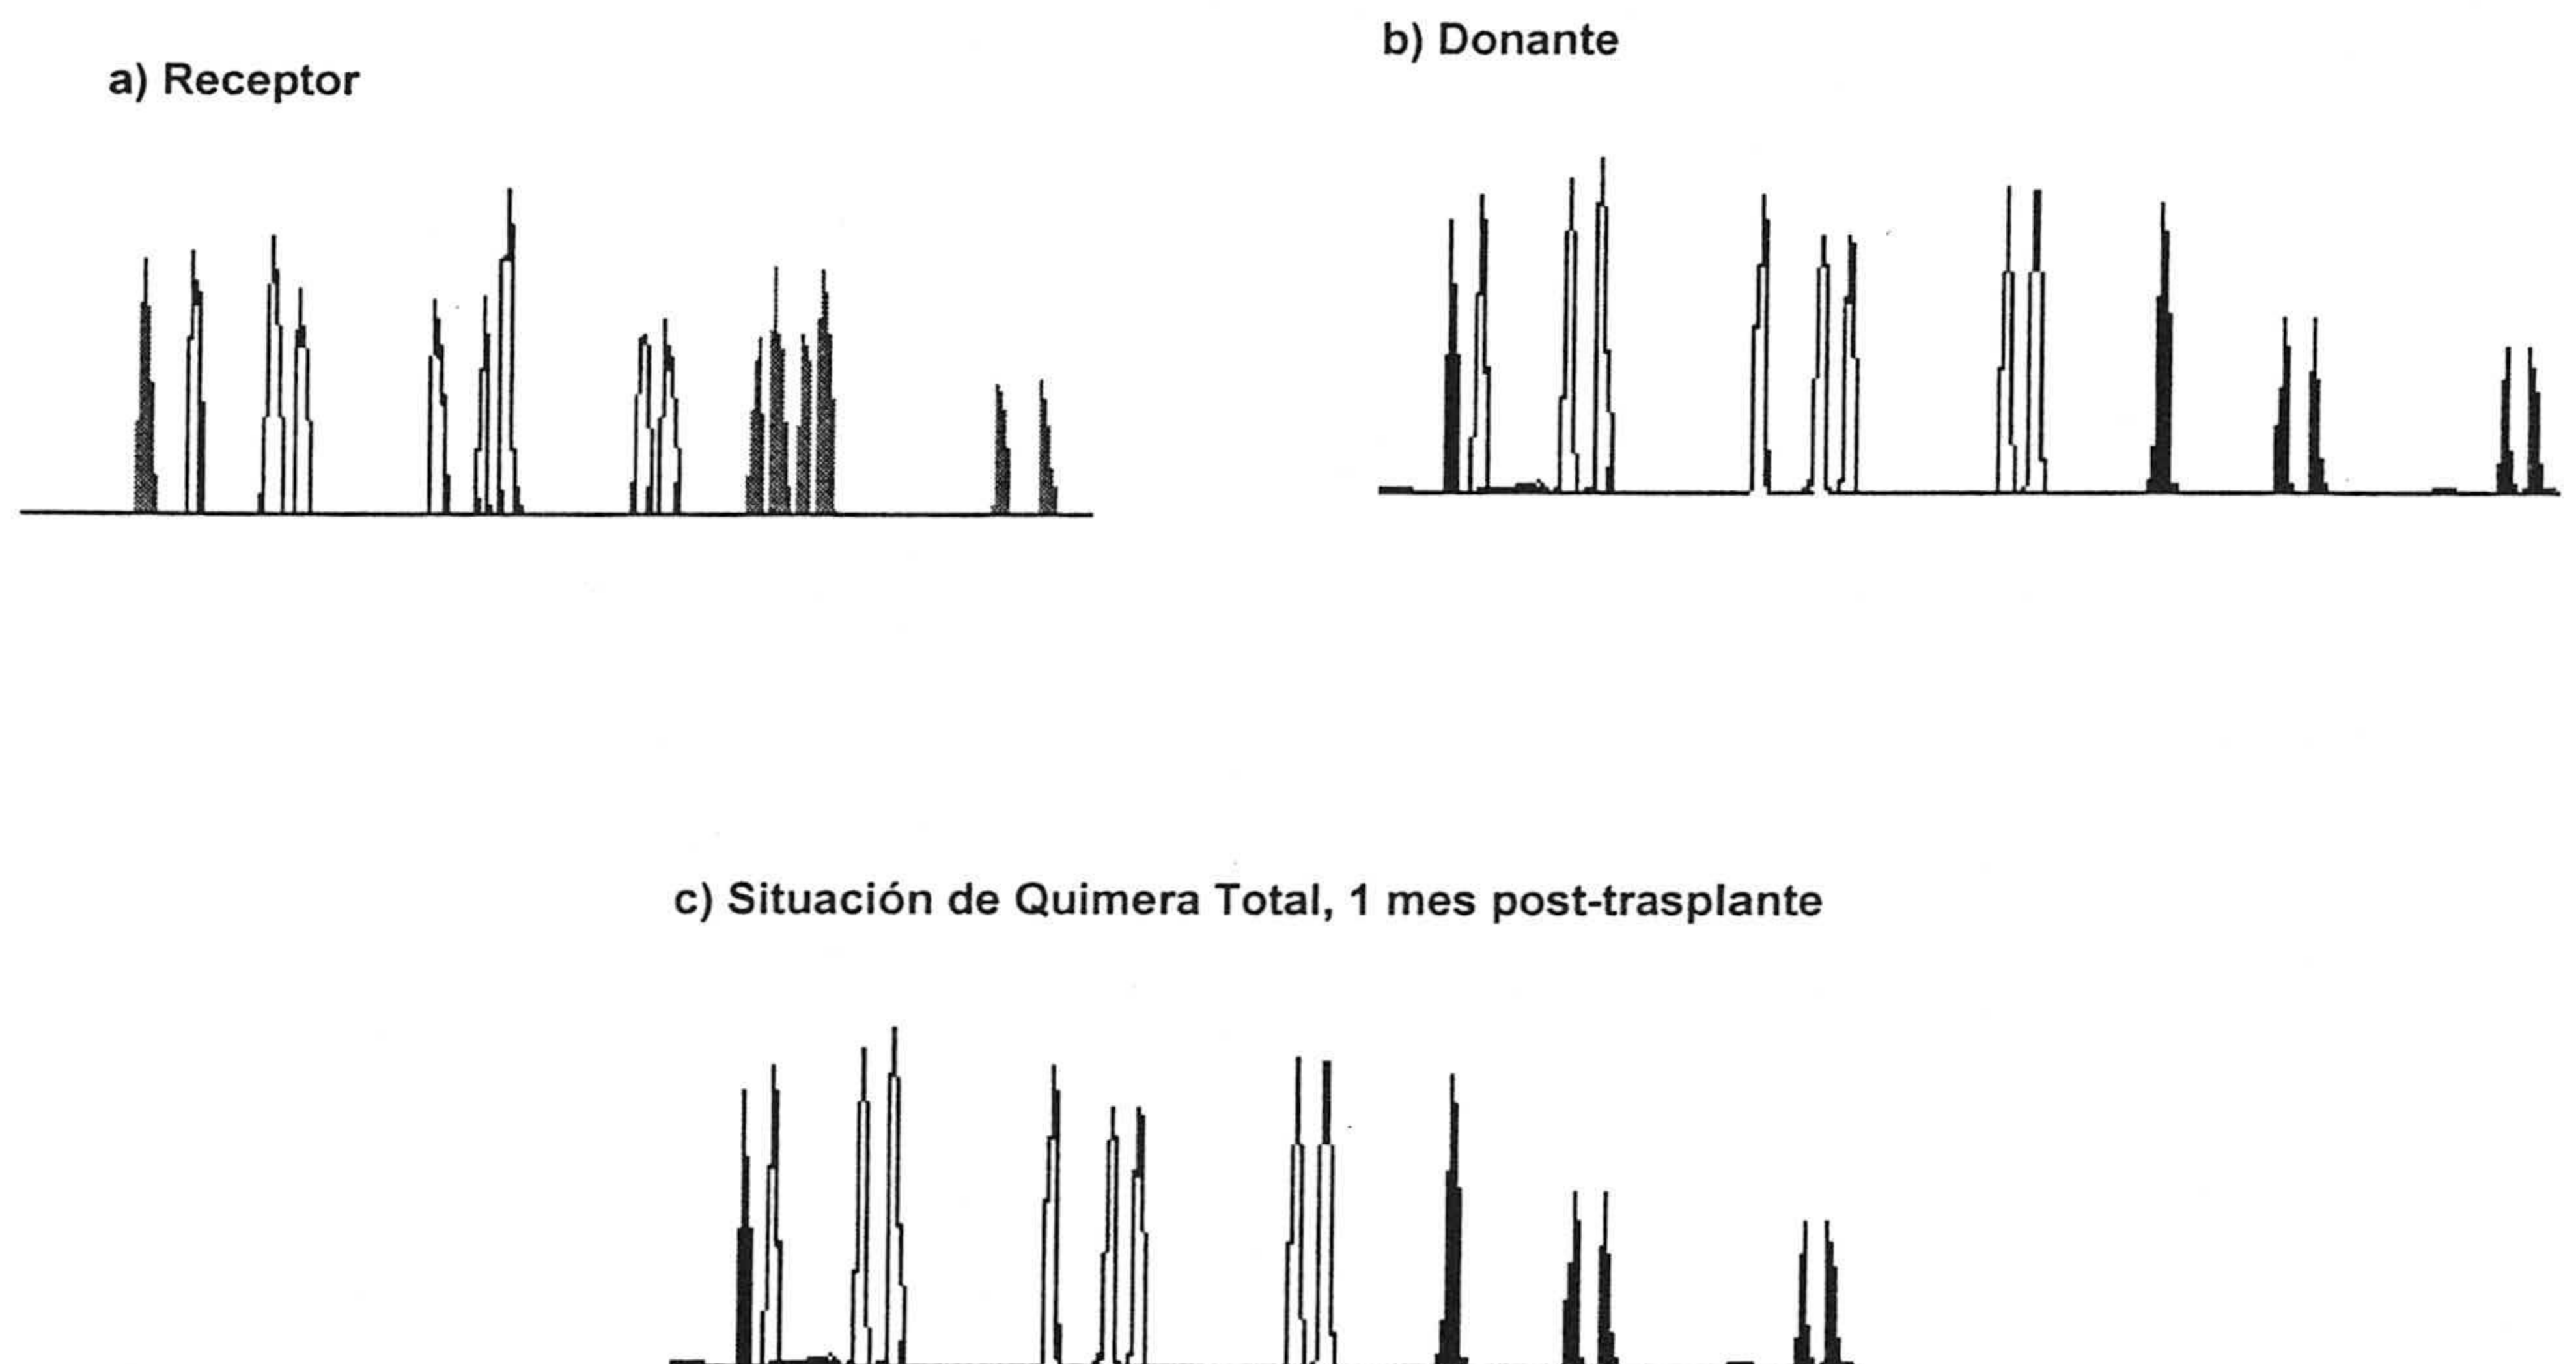 a) Receptor
b) Donante
c) Situación de Quimera Total, 1 mes post-trasplante